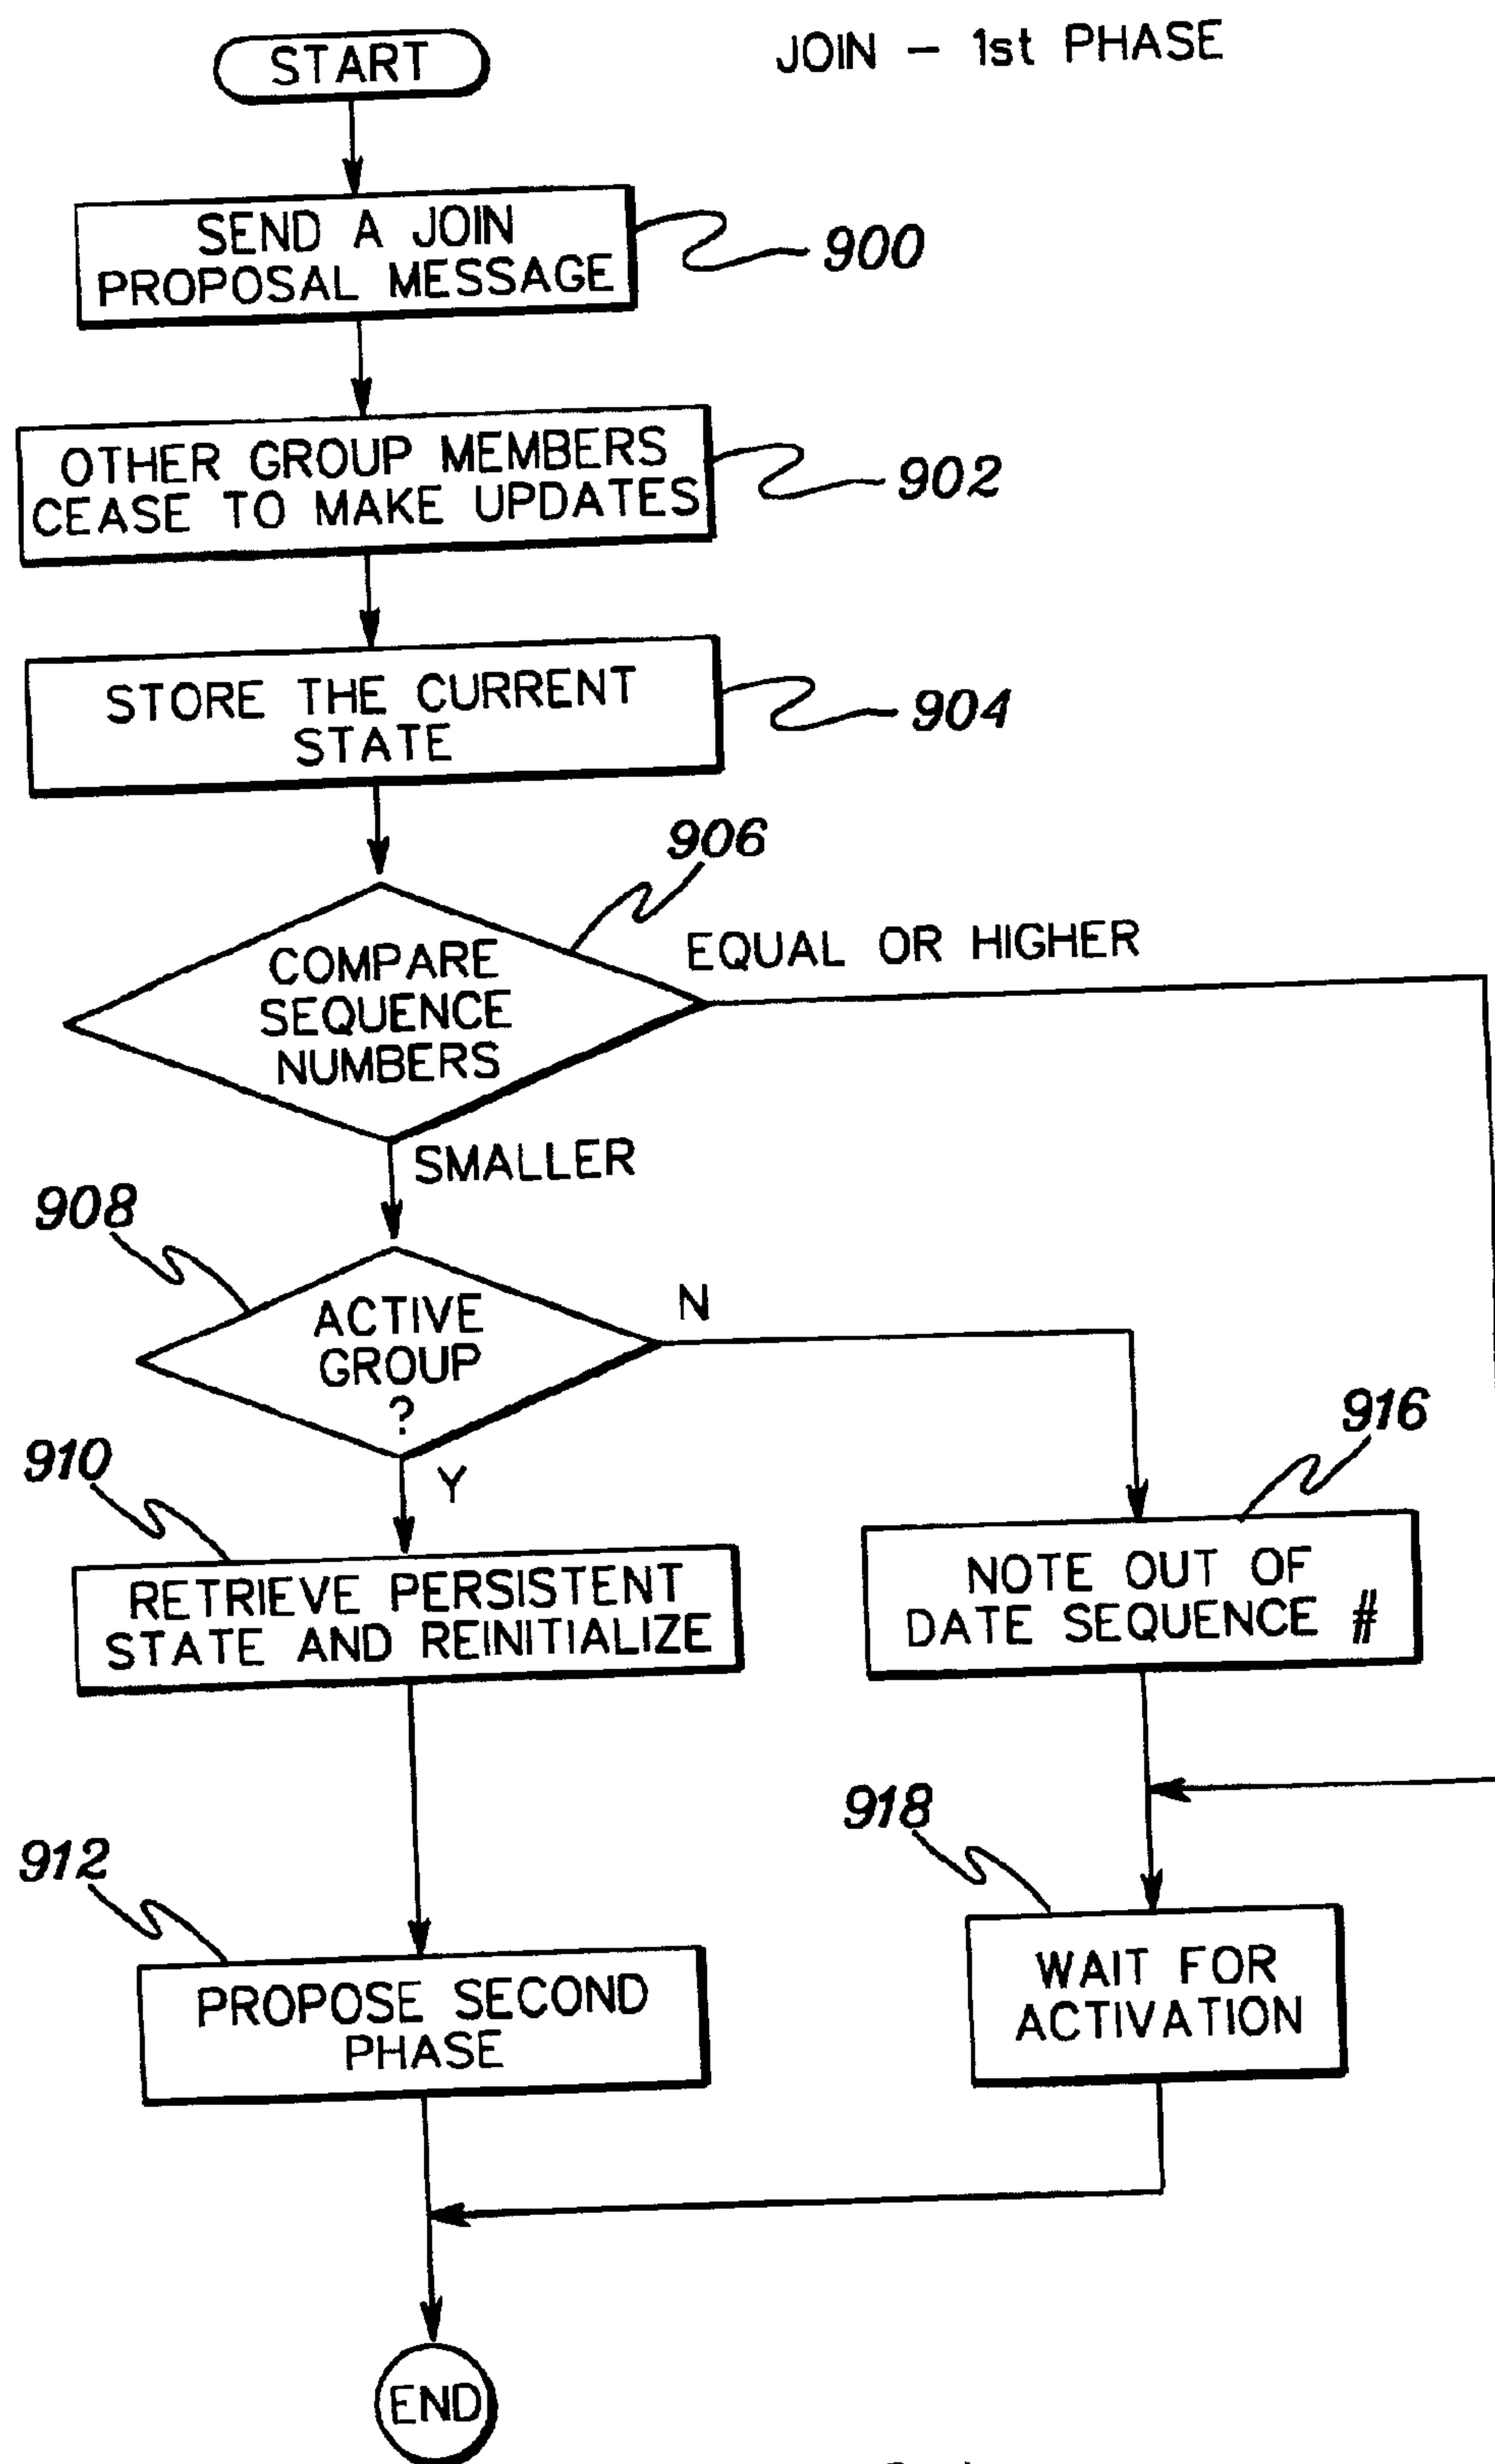 JOIN - 1st PHASE
START
SEND A JOIN
PROPOSAL MESSAGE
900
OTHER GROUP MEMBERS
CEASE TO MAKE UPDATES
902
STORE THE CURRENT
STATE
904
906
COMPARE
SEQUENCE
NUMBERS
EQUAL OR HIGHER
SMALLER
908
ACTIVE
GROUP
?
N
Y
910
RETRIEVE PERSISTENT
STATE AND REINITIALIZE
916
NOTE OUT OF
DATE SEQUENCE #
912
PROPOSE SECOND
PHASE
918
WAIT FOR
ACTIVATION
END